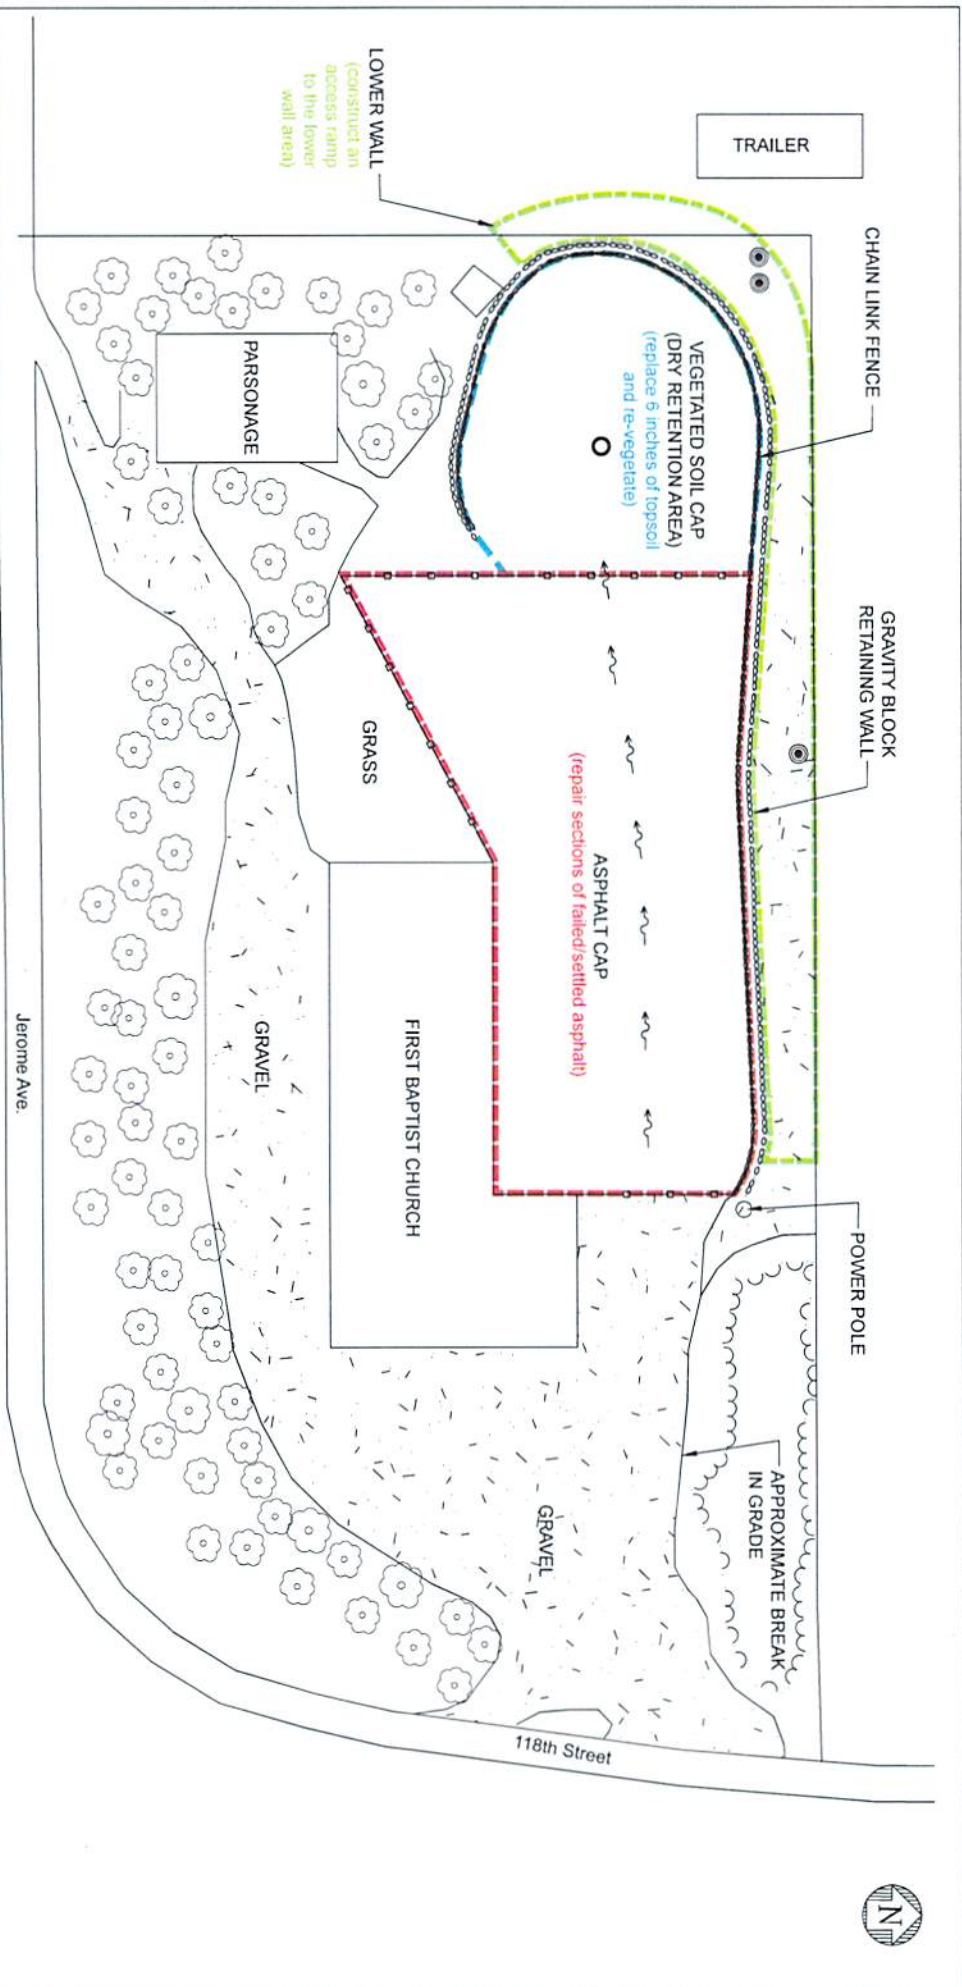 TRAILER
LOWER WALL
(construct an
access ramp
to the lower
wall area)
CHAIN LINK FENCE
VEGETATED SOIL CAP
(DRY RETENTION AREA)
(replace 6 inches of topsoil
and re-vegetate)
PARSONAGE
GRAVITY BLOCK
RETAINING WALL
GRASS
ASPHALT CAP
(repair sections of failed/settled asphalt)
FIRST BAPTIST CHURCH
GRAVEL
Jerome Ave.
POWER POLE
APPROXIMATE BREAK
IN GRADE
GRAVEL
118th Street
N